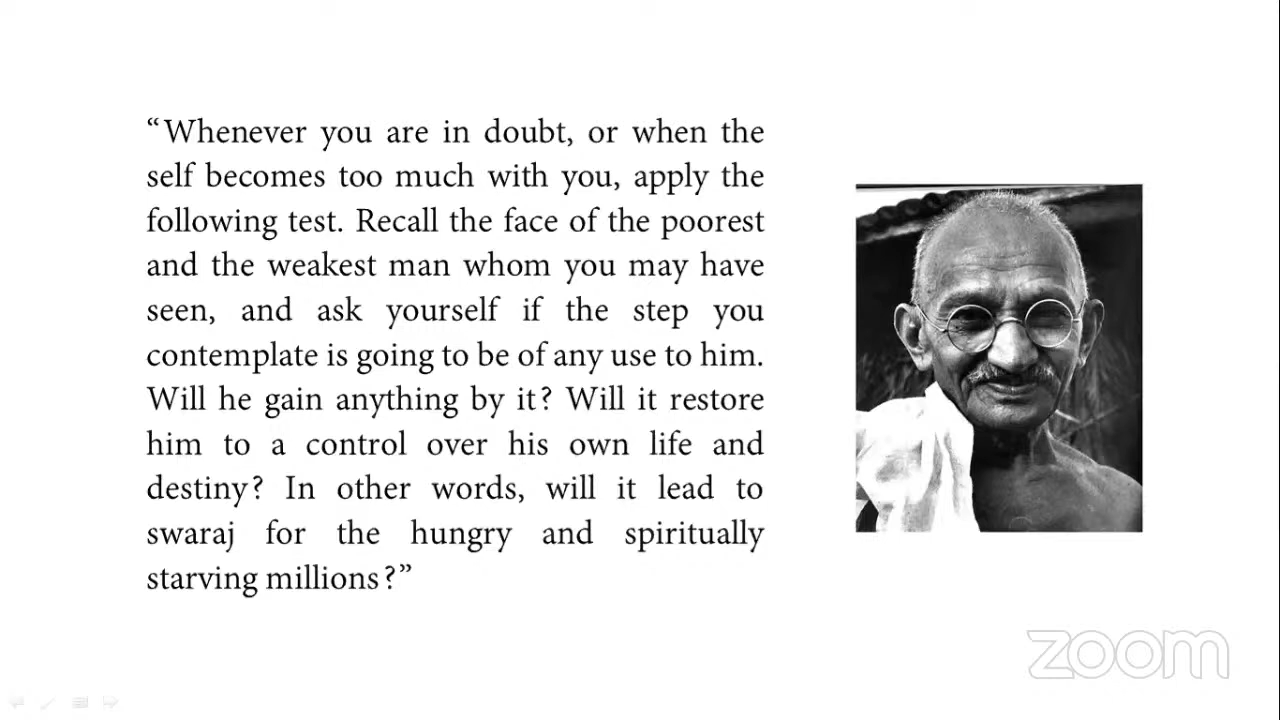 “Whenever you are in doubt, or when the
self becomes too much with you, apply the
following test. Recall the face of the poorest
and the weakest man whom you may have
seen, and ask yourself if the step you
contemplate is going to be of any use to him.
Will he gain anything by it? Will it restore
him to a control over his own life and
destiny? In other words, will it lead to
swaraj for the hungry and spiritually
starving millions?”
zoom